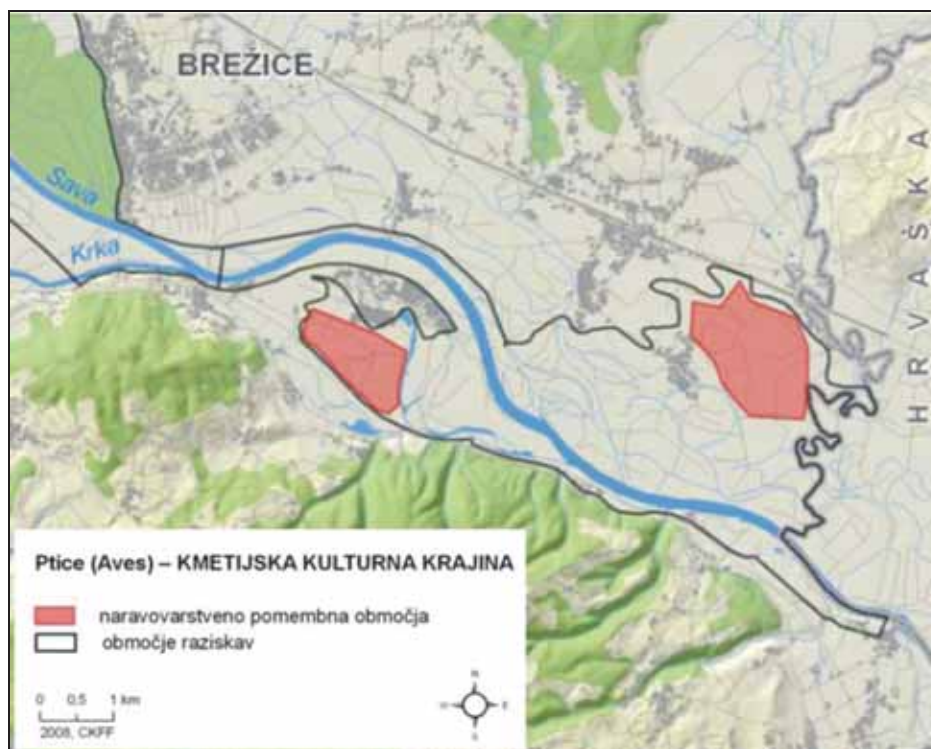 BREŽICE
Sava
Krka
HRVAŠKA
Ptice (Aves) – KMETIJSKA KULTURNA KRAJINA
naravovarstveno pomembna območja
območje raziskav
0 0,5 1 km
2008, CKFF
N
E